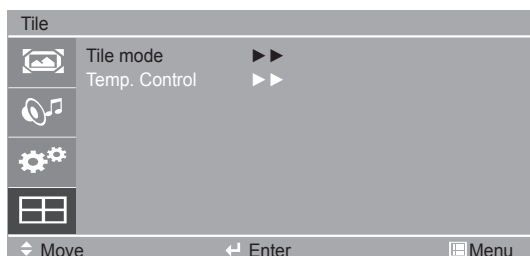 Tile
Tile mode ►►
Temp. Control ►►
Move Enter Menu